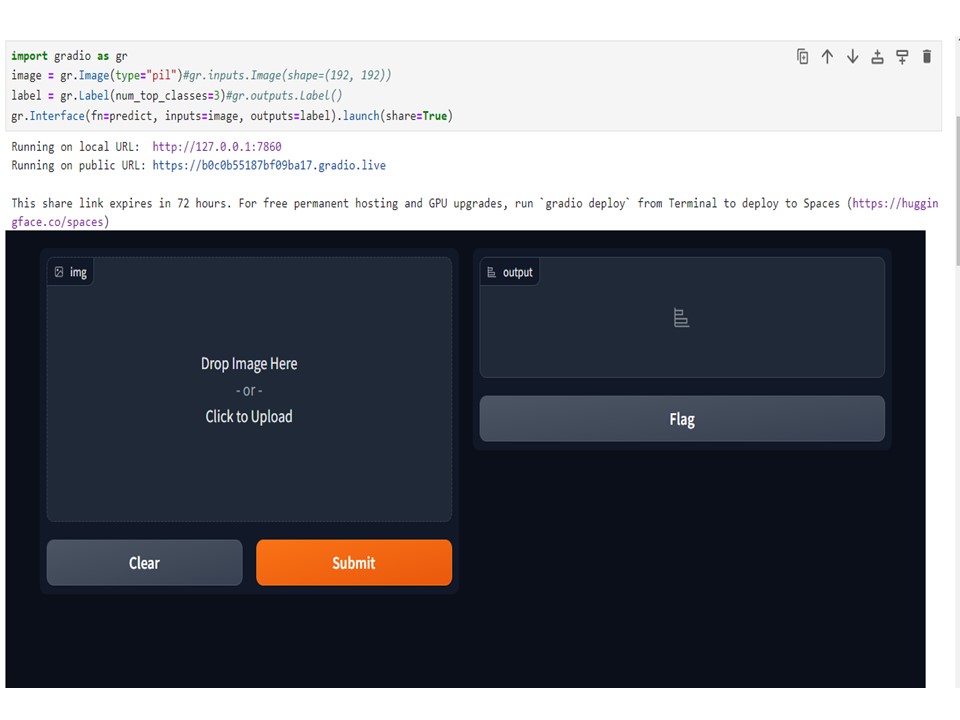 import gradio as gr
image = gr.Image(type="pil")#gr.inputs.Image(shape=(192, 192))
label = gr.Label(num_top_classes=3)#gr.outputs.Label()
gr.Interface(fn=predict, inputs=image, outputs=label).launch(share=True)
Running on local URL:  http://127.0.0.1:7860
Running on public URL: https://b0c0b55187bf09ba17.gradio.live
This share link expires in 72 hours. For free permanent hosting and GPU upgrades, run `gradio deploy` from Terminal to deploy to Spaces (https://huggin
gface.co/spaces)
img
Drop Image Here
- or -
Click to Upload
Clear
Submit
output
Flag